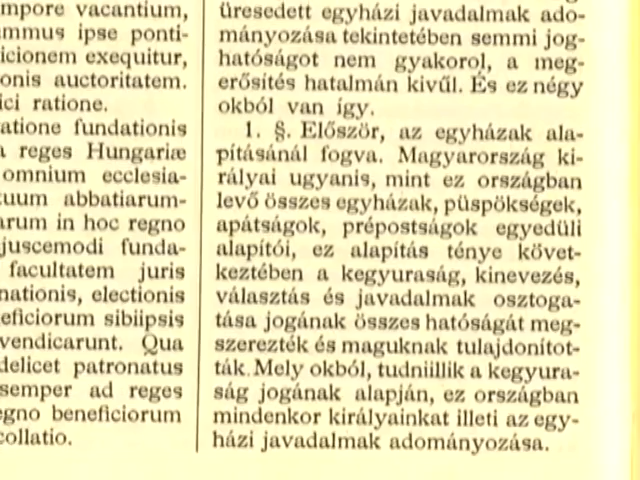 mpore vacantium,
mmus ipse ponti-
icionem exequitur,
onis auctoritatem.
ici ratione.
atione fundationis
reges Hungariæ
omnium ecclesia-
tuum abbatiarum-
arum in hoc regno
juscemodi funda-
facultatem juris
nationis, electionis
eficiorum sibiipsis
vendicarunt. Qua
delicet patronatus
semper ad reges
egno beneficiorum
collatio.
üresedett egyházi javadalmak ado-
mányozása tekintetében semmi jog-
hatóságot nem gyakorol, a meg-
erősítés hatalmán kivűl. És ez négy
okból van így.
1. §. Először, az egyházak ala-
pításánál fogva. Magyarország ki-
rályai ugyanis, mint ez országban
levő összes egyházak, püspökségek,
apátságok, prépostságok egyedüli
alapítói, ez alapítás ténye követ-
keztében a kegyuraság, kinevezés,
választás és javadalmak osztoga-
tása jogának összes hatóságát meg-
szerezték és maguknak tulajdonitot-
ták. Mely okból, tudniillik a kegyura-
ság jogának alapján, ez országban
mindenkor királyainkat illeti az egy-
házi javadalmak adományozása.